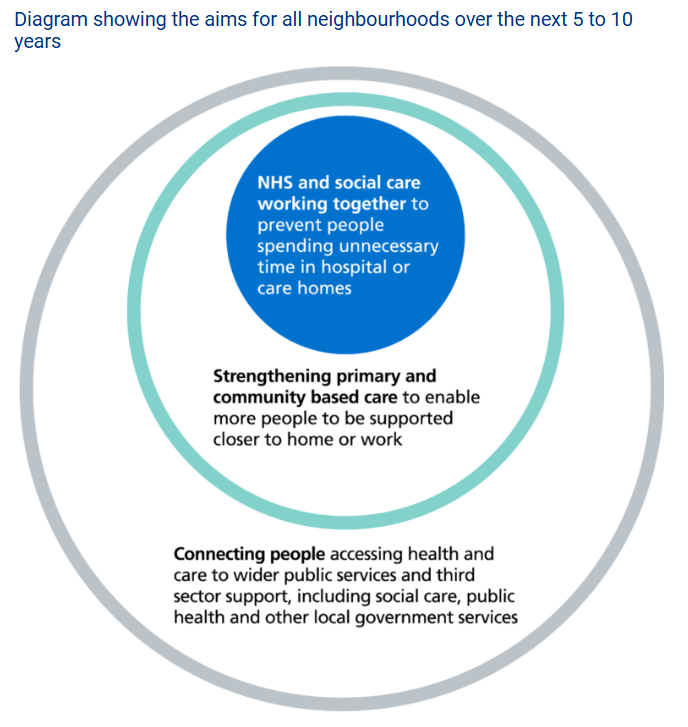 Diagram showing the aims for all neighbourhoods over the next 5 to 10
years
NHS and social care
working together to
prevent people
spending unnecessary
time in hospital or
care homes
Strengthening primary and
community based care to enable
more people to be supported
closer to home or work
Connecting people accessing health and
care to wider public services and third
sector support, including social care, public
health and other local government services